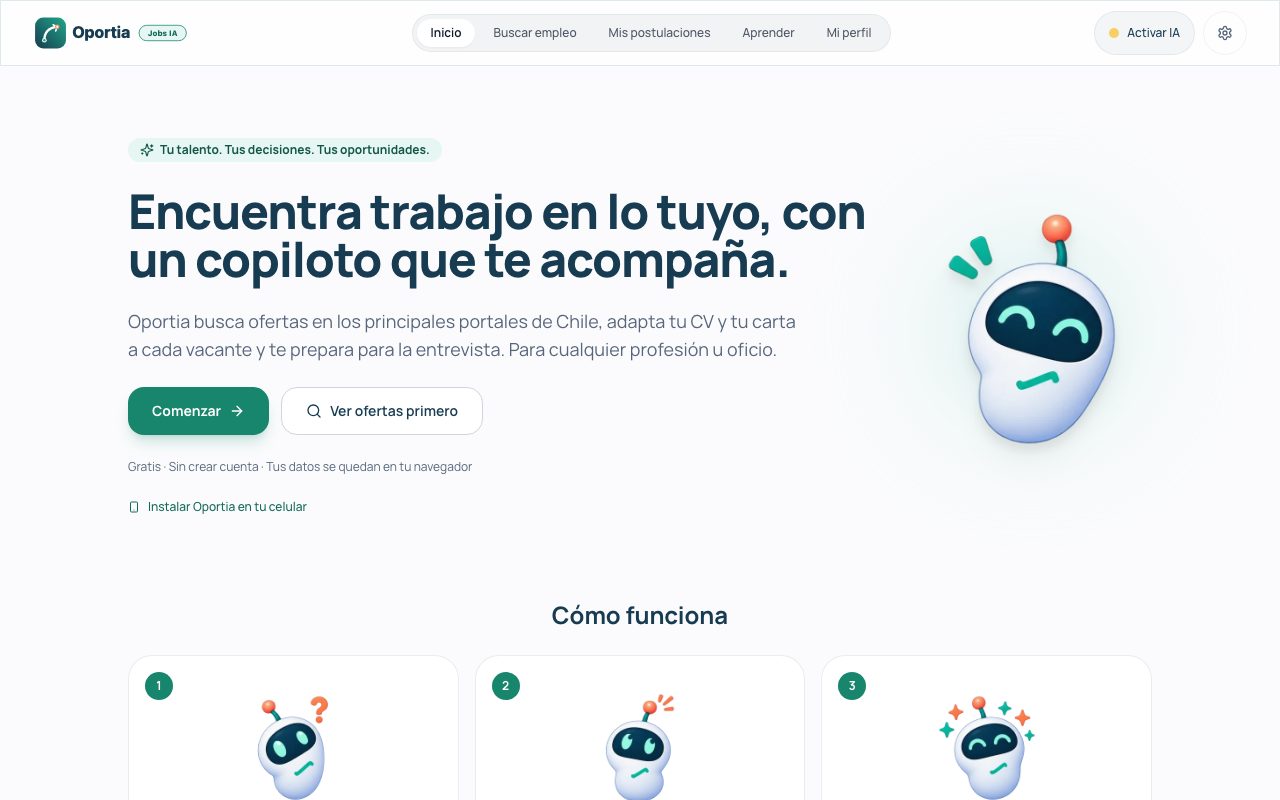 Oportia
Jobs IA
Inicio
Buscar empleo
Mis postulaciones
Aprender
Mi perfil
Activar IA
Tu talento. Tus decisiones. Tus oportunidades.
Encuentra trabajo en lo tuyo, con
un copiloto que te acompaña.
Oportia busca ofertas en los principales portales de Chile, adapta tu CV y tu carta
a cada vacante y te prepara para la entrevista. Para cualquier profesión u oficio.
Comenzar
Ver ofertas primero
Gratis · Sin crear cuenta · Tus datos se quedan en tu navegador
Instalar Oportia en tu celular
Cómo funciona
1
2
3
?